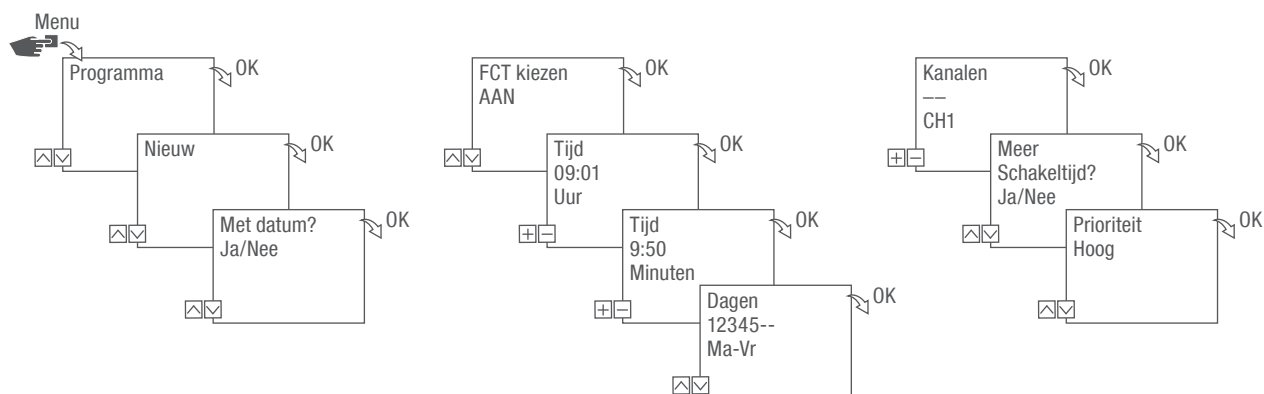 Menu
Programma
OK
Nieuw
OK
Met datum?
Ja/Nee
OK
FCT kiezen
AAN
OK
Tijd
09:01
Uur
OK
Tijd
9:50
Minuten
OK
Dagen
12345--
Ma-Vr
OK
Kanalen
––
CH1
OK
Meer
Schakeltijd?
Ja/Nee
OK
Prioriteit
Hoog
OK